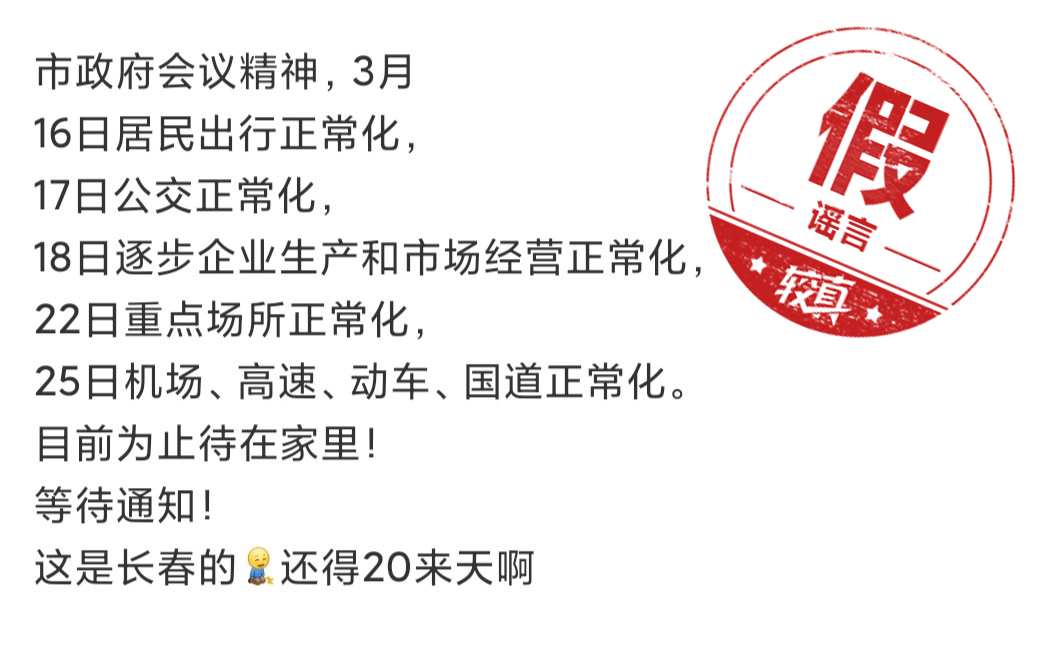 市政府会议精神，3月
16日居民出行正常化，
17日公交正常化，
18日逐步企业生产和市场经营正常化，
22日重点场所正常化，
25日机场、高速、动车、国道正常化。
目前为止待在家里！
等待通知！
这是长春的还得20来天啊
假
谣言
较真